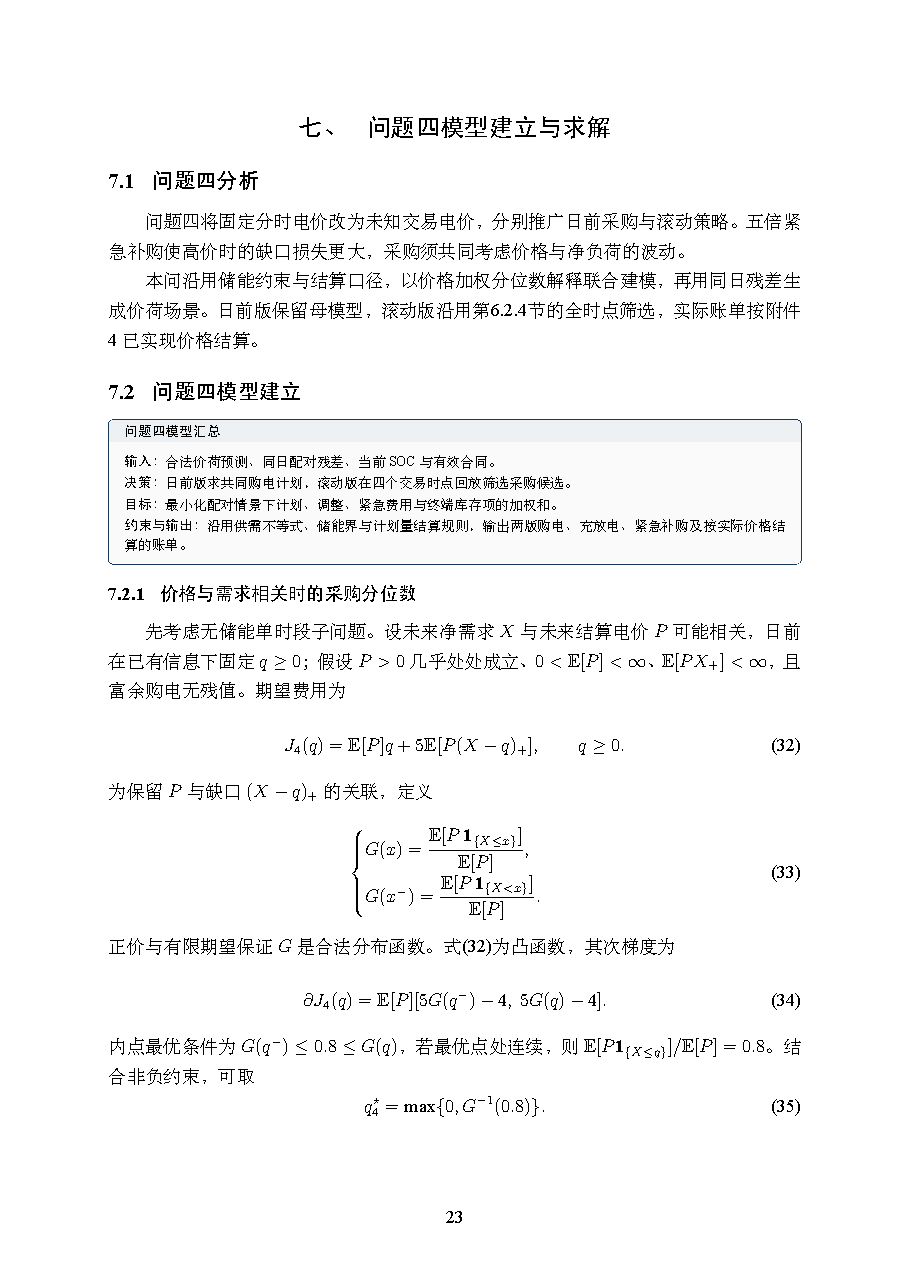 七、 问题四模型建立与求解
7.1 问题四分析
问题四将固定分时电价改为未知交易电价，分别推广日前采购与滚动策略。五倍紧
急补购使高价时的缺口损失更大，采购须共同考虑价格与净负荷的波动。
本问沿用储能约束与结算口径，以价格加权分位数解释联合建模，再用同日残差生
成价荷场景。日前版保留母模型，滚动版沿用第6.2.4节的全时点筛选，实际账单按附件
4 已实现价格结算。
7.2 问题四模型建立
问题四模型汇总
输入：合法价荷预测、同日配对残差、当前 SOC 与有效合同。
决策：日前版求共同购电计划，滚动版在四个交易时点回放筛选采购候选。
目标：最小化配对情景下计划、调整、紧急费用与终端库存项的加权和。
约束与输出：沿用供需不等式、储能界与计划量结算规则，输出两版购电、充放电、紧急补购及按实际价格结
算的账单。
7.2.1 价格与需求相关时的采购分位数
先考虑无储能单时段子问题。设未来净需求 X 与未来结算电价 P 可能相关，日前
在已有信息下固定 q ≥ 0；假设 P > 0 几乎处处成立、0 < 𝔼[P] < ∞、𝔼[PX₊] < ∞，且
富余购电无残值。期望费用为
J₄(q) = 𝔼[P]q + 5𝔼[P(X − q)₊], q ≥ 0. (32)
为保留 P 与缺口 (X − q)₊ 的关联，定义
{ G(x) = 𝔼[P 1_{X≤x}] / 𝔼[P],
G(x⁻) = 𝔼[P 1_{X<x}] / 𝔼[P]. (33)
正价与有限期望保证 G 是合法分布函数。式(32)为凸函数，其次梯度为
∂J₄(q) = 𝔼[P][5G(q⁻) − 4, 5G(q) − 4]. (34)
内点最优条件为 G(q⁻) ≤ 0.8 ≤ G(q)，若最优点处连续，则 𝔼[P1_{X≤q}]/𝔼[P] = 0.8。结
合非负约束，可取
q₄* = max{0, G⁻¹(0.8)}. (35)
23